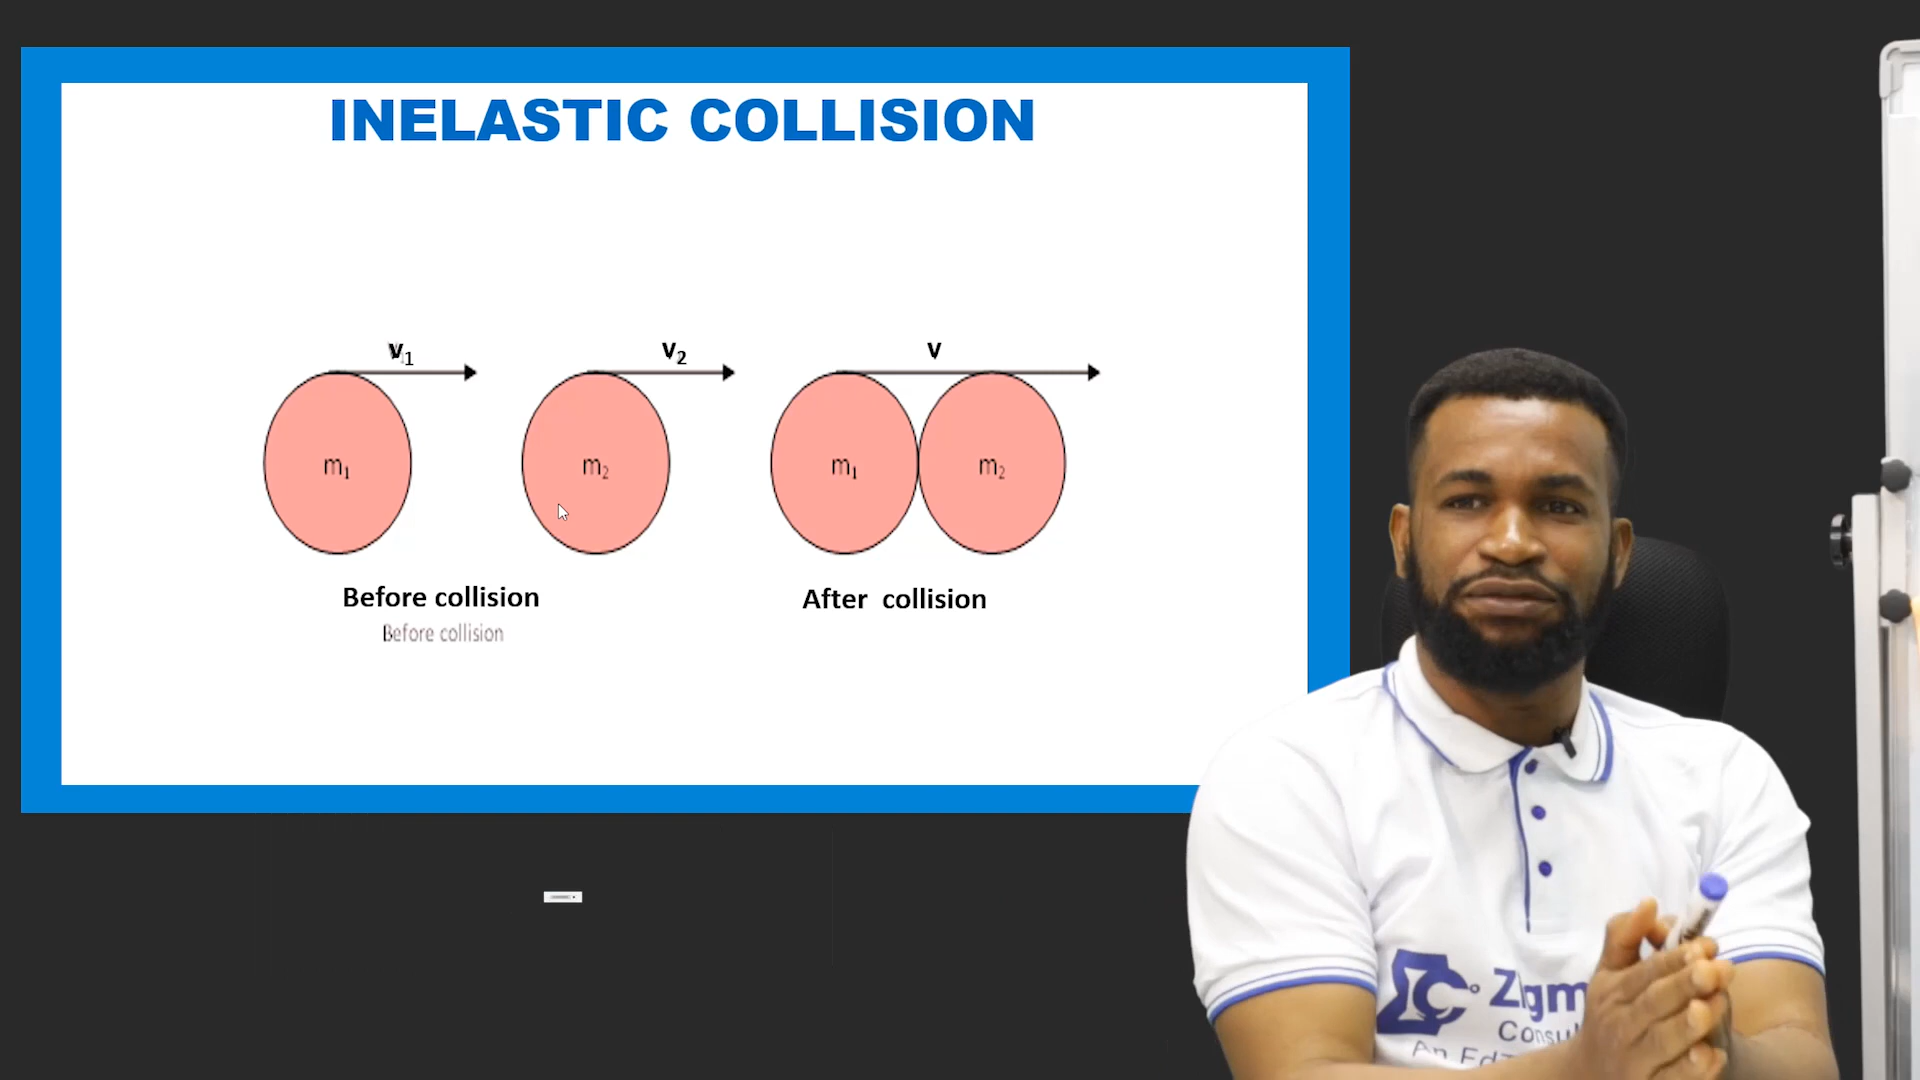 INELASTIC COLLISION
v₁
v₂
v
m₁
m₂
m₁
m₂
Before collision
After collision
Before collision